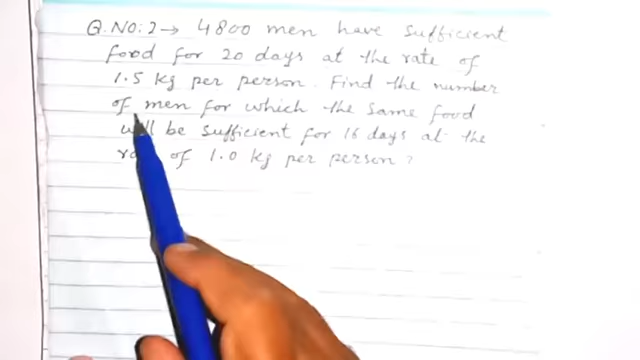 Q.NO:2→ 4800 men have sufficient
food for 20 days at the rate of
1.5 kg per person. Find the number
of men for which the same food
will be sufficient for 16 days at the
of 1.0 kg per person?